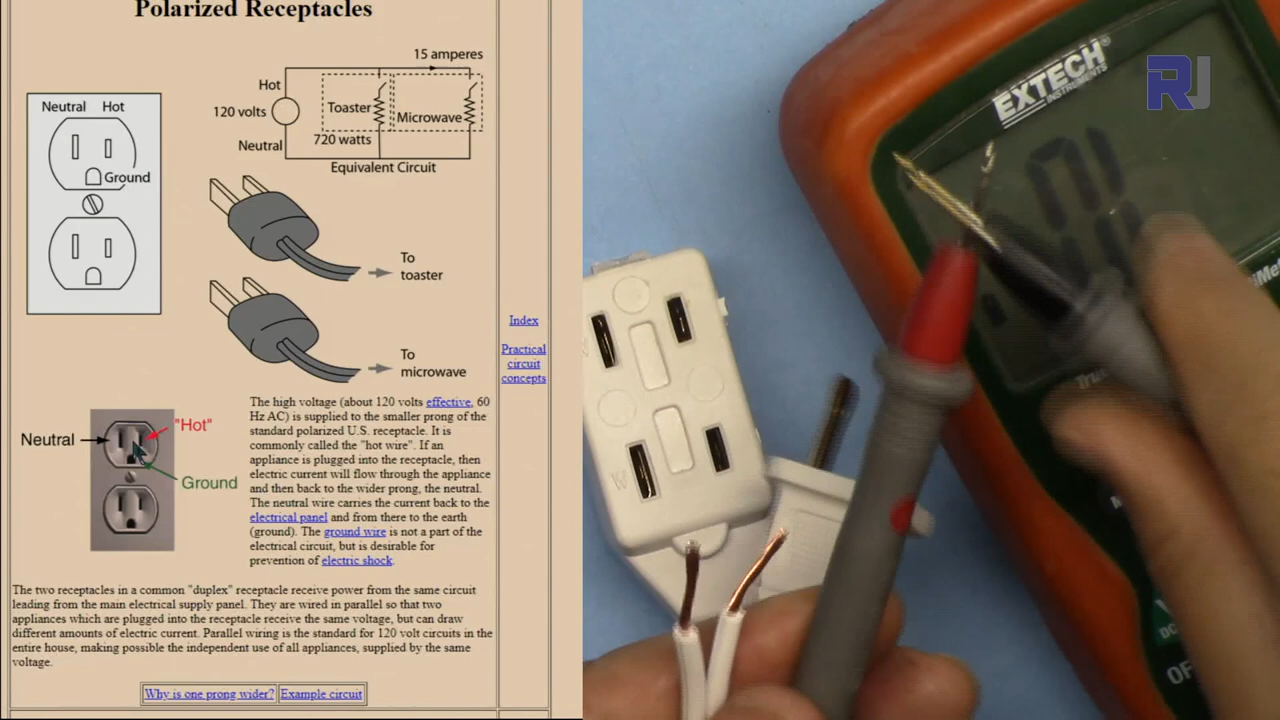 Polarized Receptacles
15 amperes
Hot
120 volts
Neutral
Toaster
Microwave
720 watts
Equivalent Circuit
Neutral Hot
Ground
To
toaster
To
microwave
Index
Practical
circuit
concepts
Neutral
"Hot"
Ground
The high voltage (about 120 volts effective, 60
Hz AC) is supplied to the smaller prong of the
standard polarized U.S. receptacle. It is
commonly called the "hot wire". If an
appliance is plugged into the receptacle, then
electric current will flow through the appliance
and then back to the wider prong, the neutral.
The neutral wire carries the current back to the
electrical panel and from there to the earth
(ground). The ground wire is not a part of the
electrical circuit, but is desirable for
prevention of electric shock.
The two receptacles in a common "duplex" receptacle receive power from the same circuit
leading from the main electrical supply panel. They are wired in parallel so that two
appliances which are plugged into the receptacle receive the same voltage, but can draw
different amounts of electric current. Parallel wiring is the standard for 120 volt circuits in the
entire house, making possible the independent use of all appliances, supplied by the same
voltage.
Why is one prong wider? Example circuit
EXTECH
INSTRUMENTS
RJ
W
DC